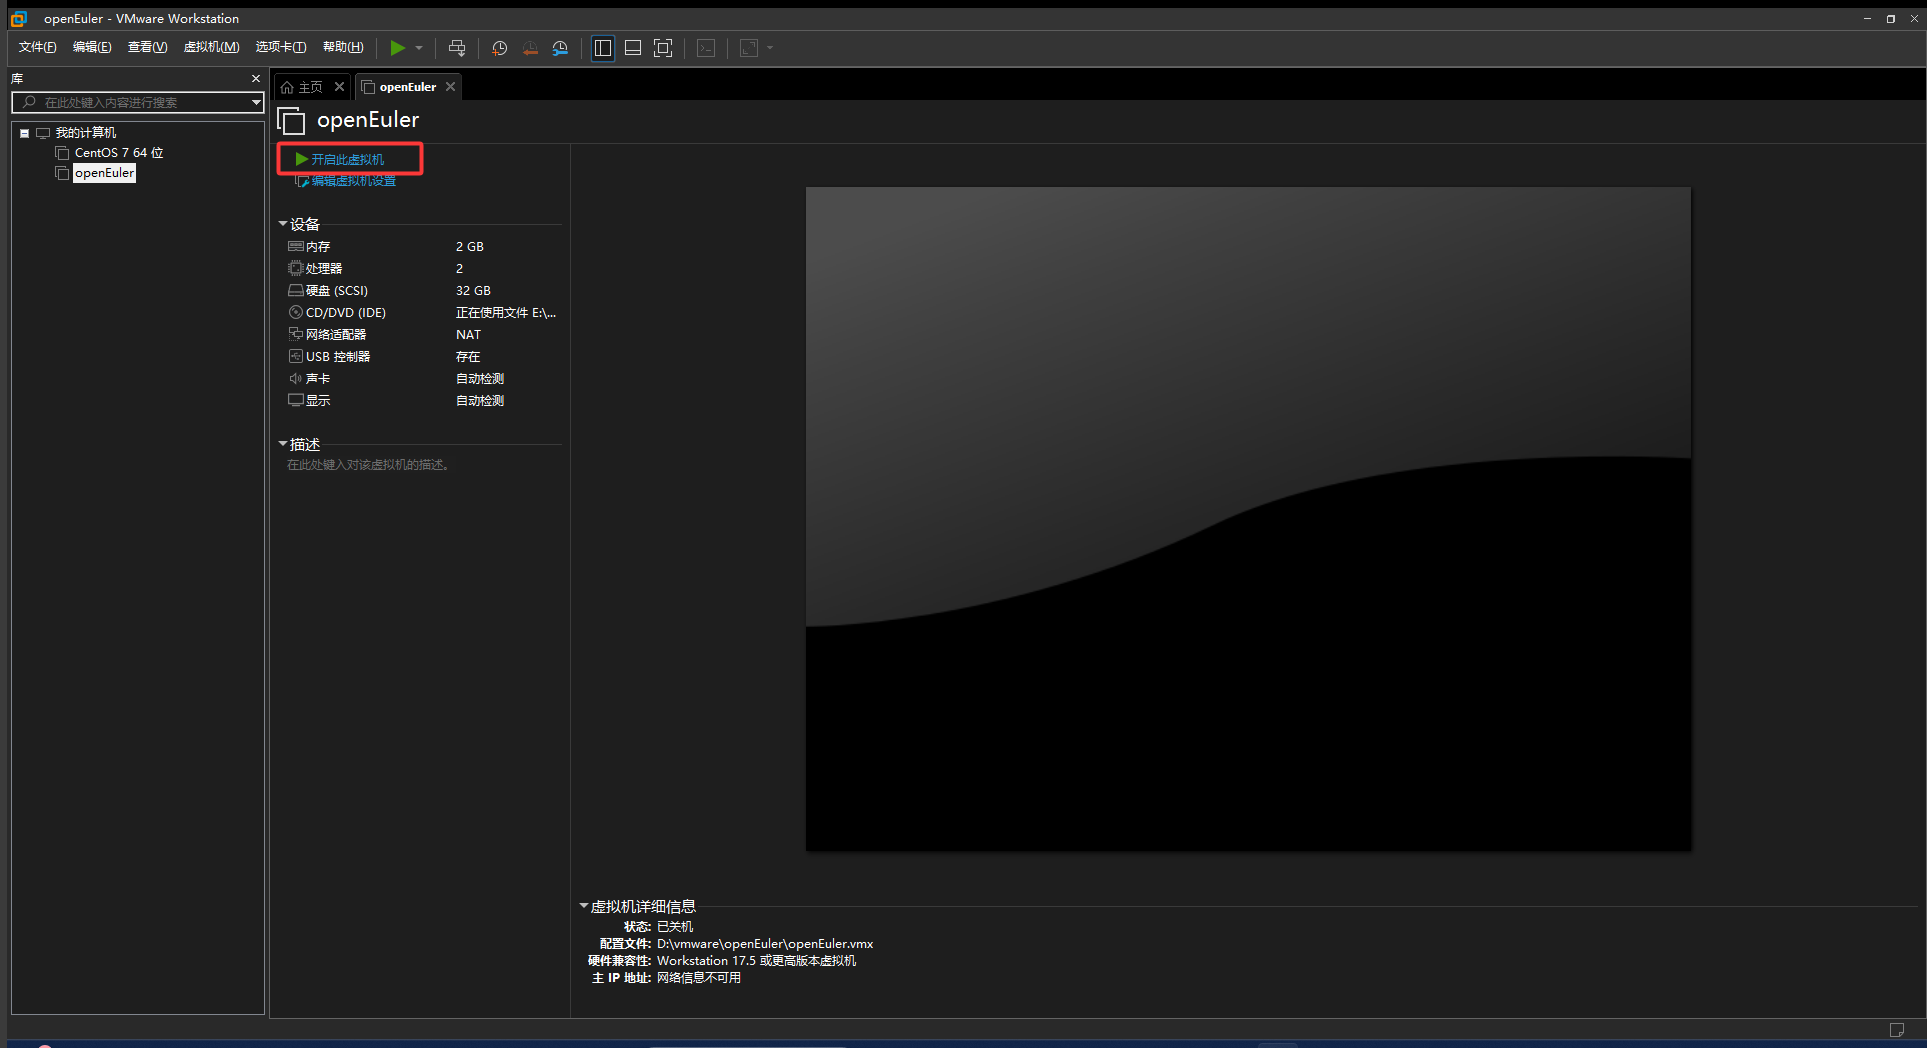 openEuler - VMware Workstation
文件(F) 编辑(E) 查看(V) 虚拟机(M) 选项卡(T) 帮助(H)
库
在此处键入内容进行搜索
我的计算机
CentOS 7 64 位
openEuler
主页 openEuler
openEuler
开启此虚拟机
编辑虚拟机设置
设备
内存 2 GB
处理器 2
硬盘 (SCSI) 32 GB
CD/DVD (IDE) 正在使用文件 E:\...
网络适配器 NAT
USB 控制器 存在
声卡 自动检测
显示 自动检测
描述
在此处键入对该虚拟机的描述。
虚拟机详细信息
状态: 已关机
配置文件: D:\vmware\openEuler\openEuler.vmx
硬件兼容性: Workstation 17.5 或更高版本虚拟机
主 IP 地址: 网络信息不可用